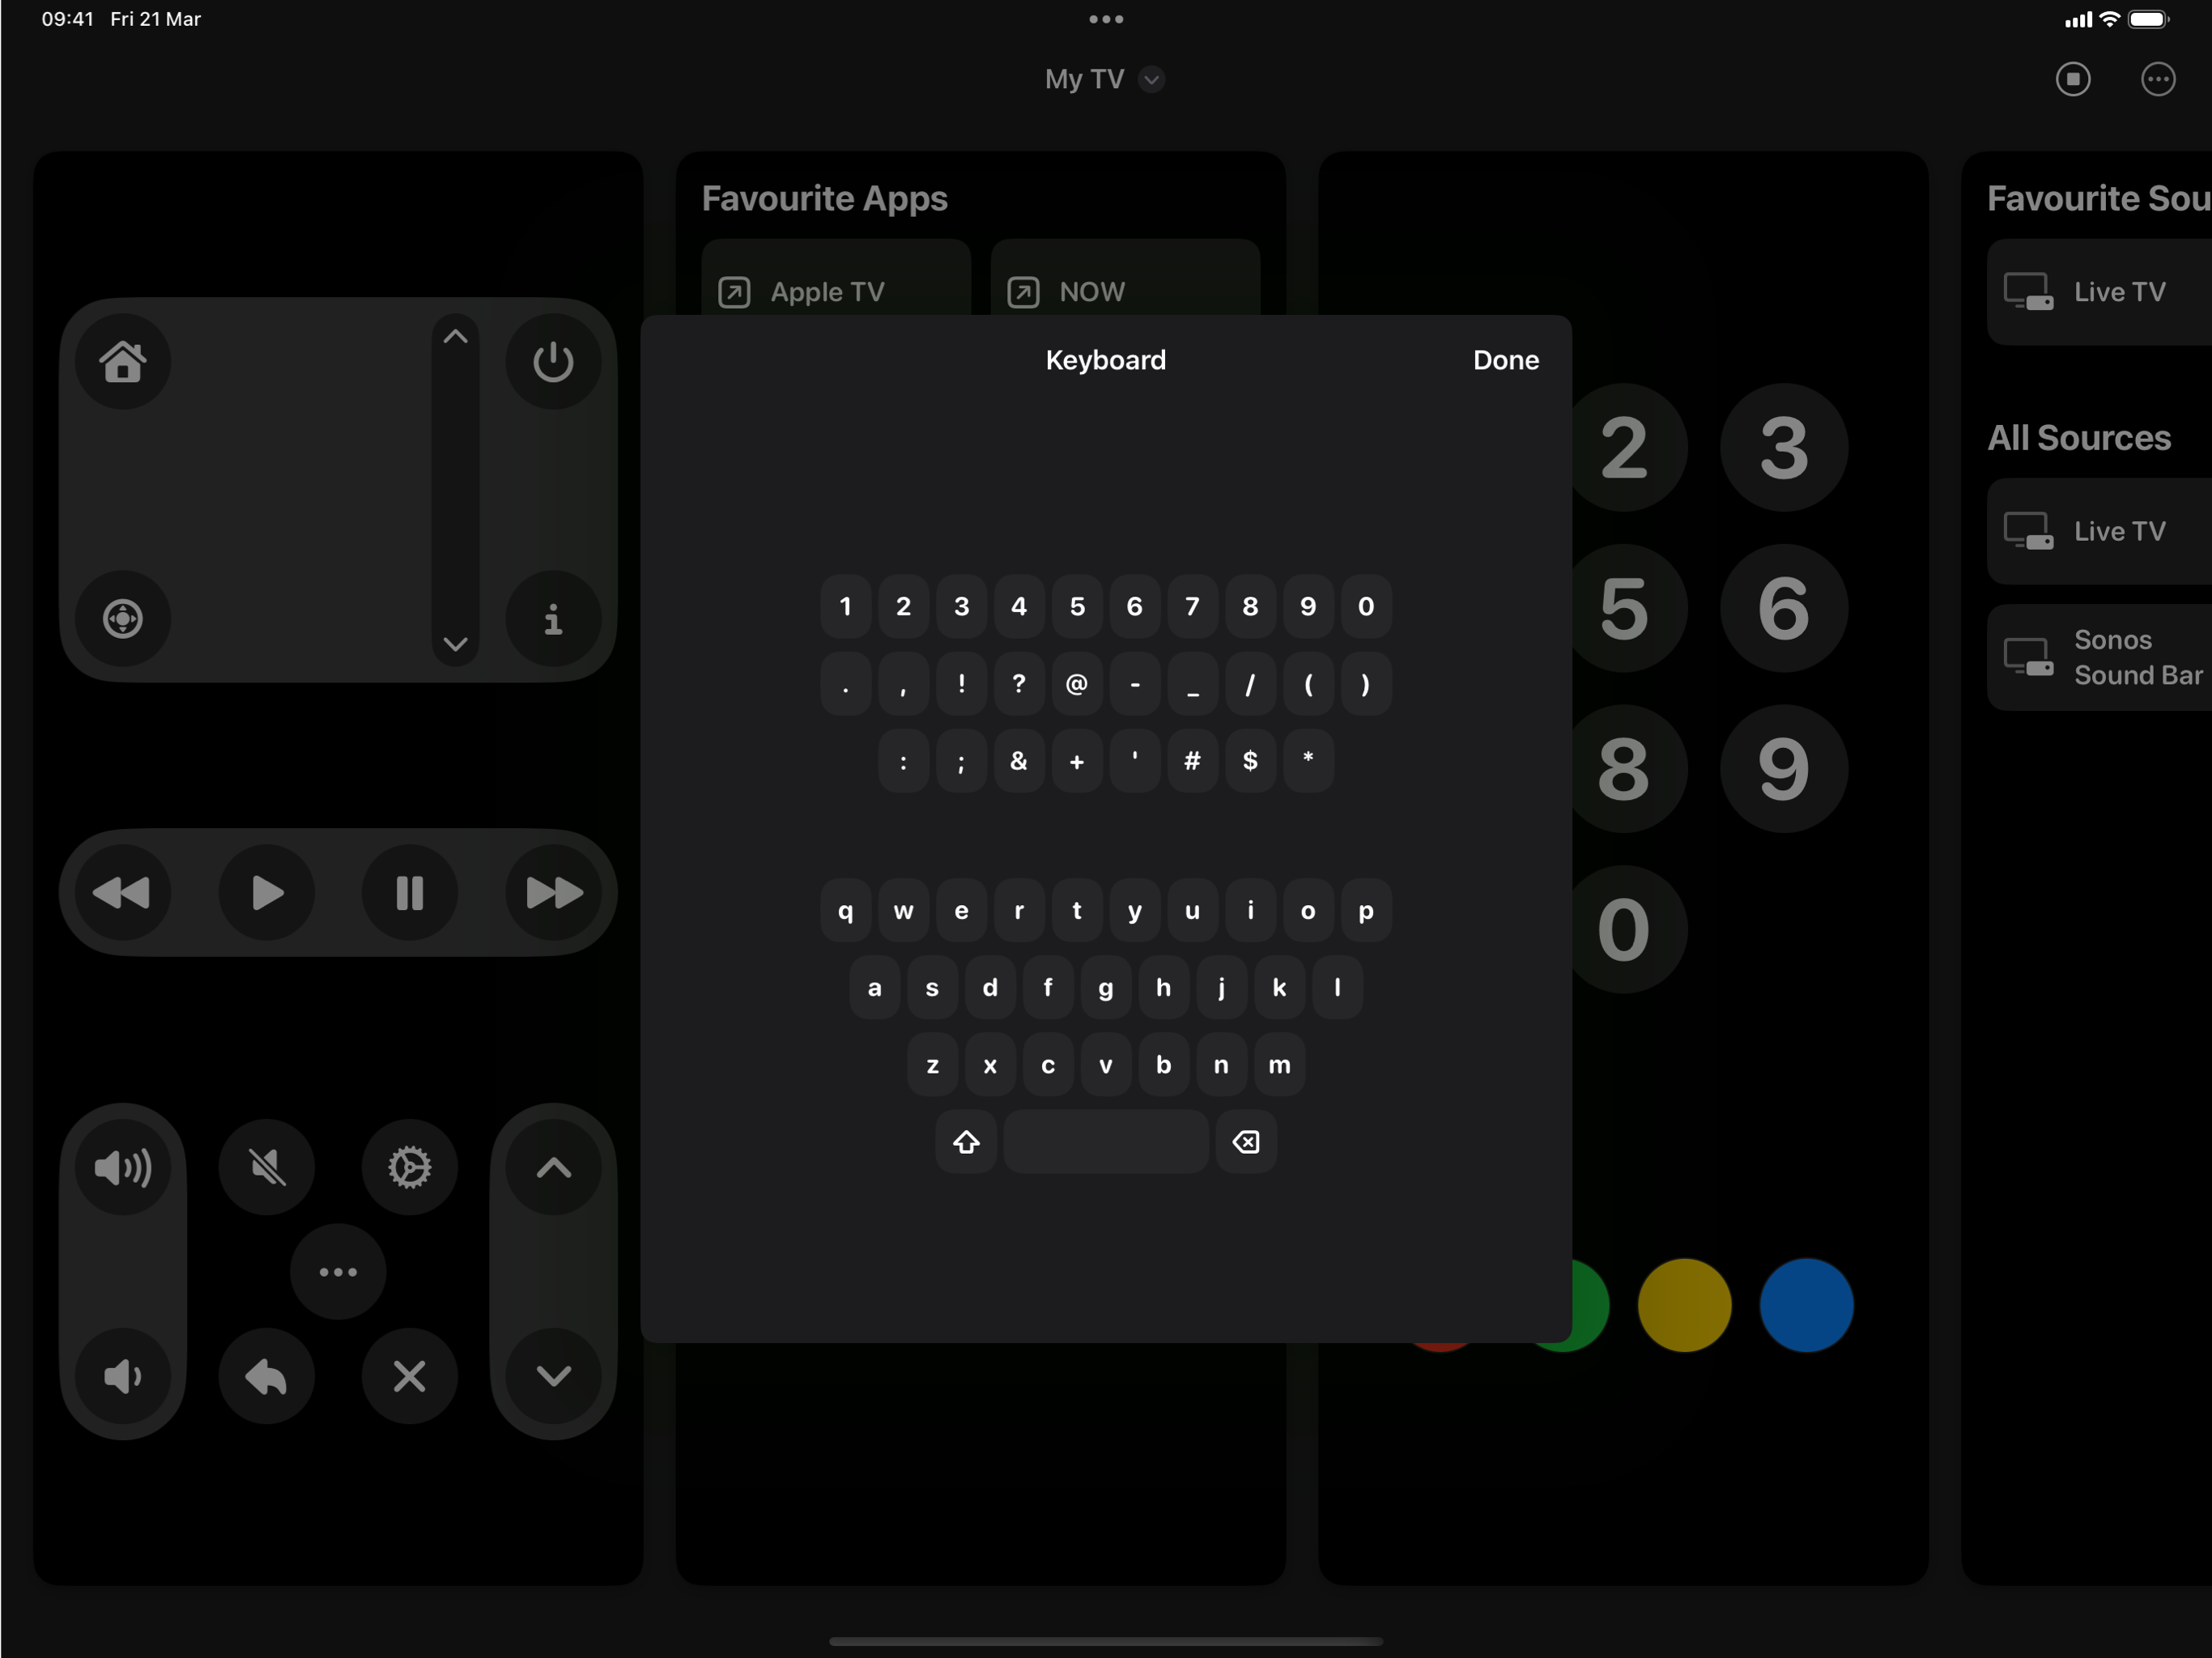 09:41 Fri 21 Mar
My TV
Favourite Apps
Apple TV
NOW
Favourite Sou
Live TV
All Sources
Live TV
Sonos
Sound Bar
Keyboard
Done
1 2 3 4 5 6 7 8 9 0
. , ! ? @ - _ / ( )
: ; & + ' # $ *
q w e r t y u i o p
a s d f g h j k l
z x c v b n m
2 3
5 6
8 9
0